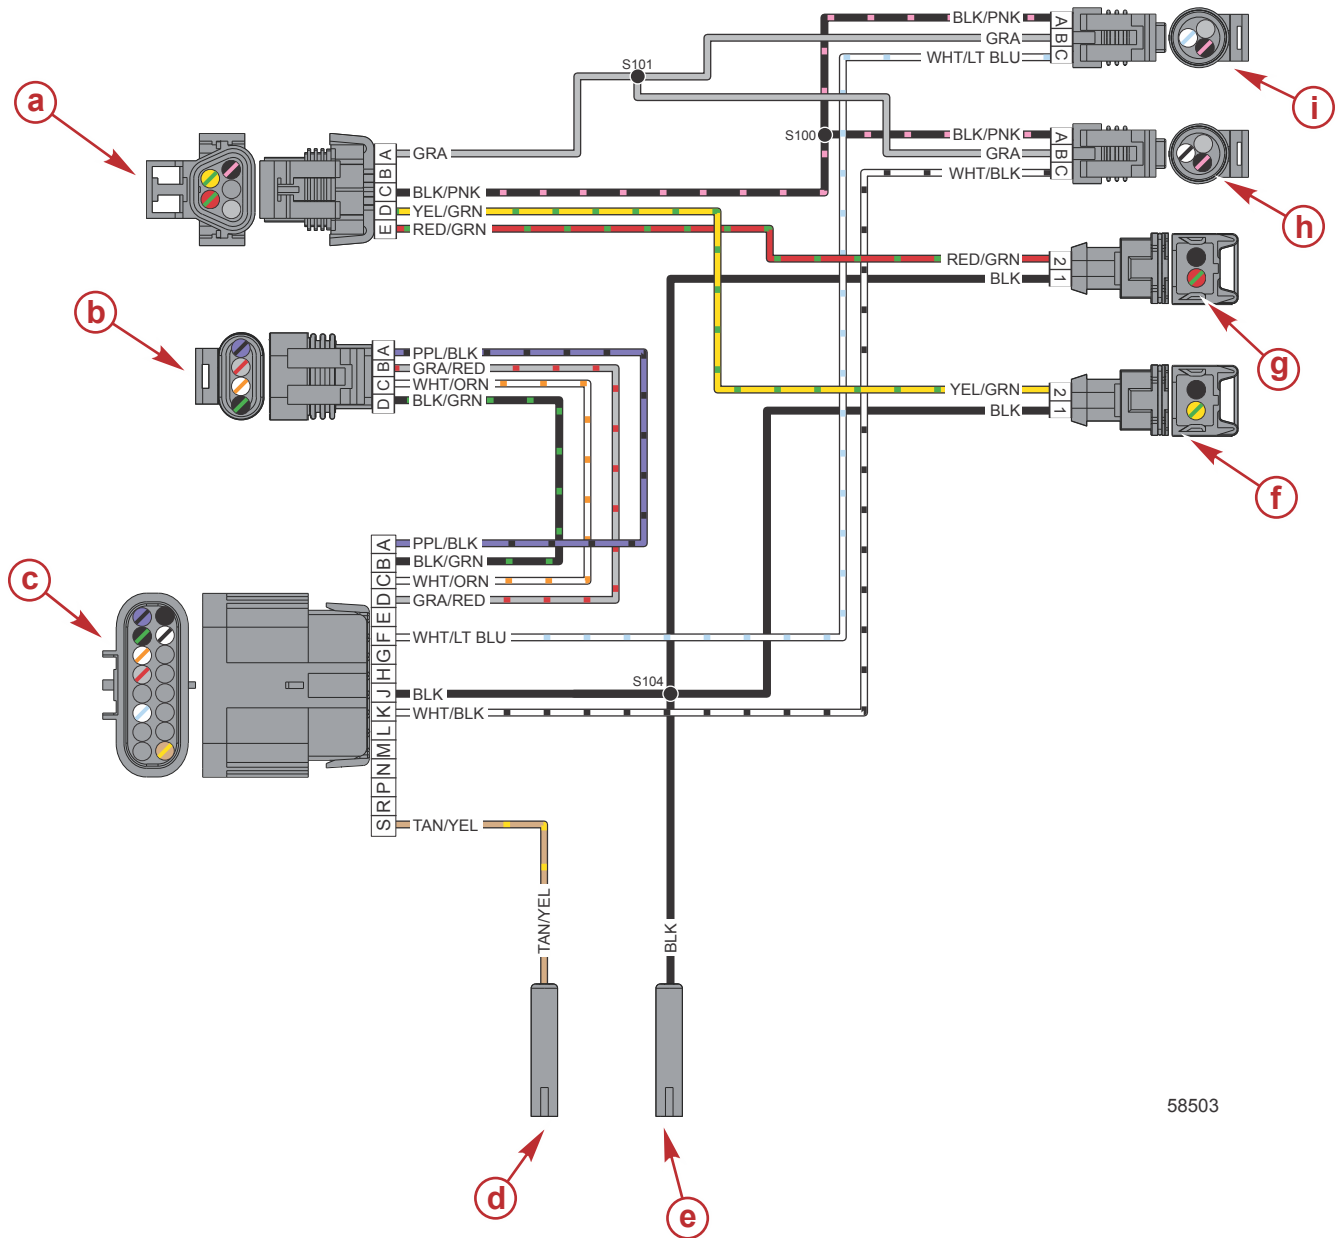 BLK/PNK A
GRA B
WHT/LT BLU C
i
S101
a
S100
BLK/PNK A
GRA B
WHT/BLK C
h
A GRA
B
C BLK/PNK
D YEL/GRN
E RED/GRN
RED/GRN 2
BLK 1
g
b
A PPL/BLK
B GRA/RED
C WHT/ORN
D BLK/GRN
YEL/GRN 2
BLK 1
f
c
A PPL/BLK
B BLK/GRN
C WHT/ORN
D GRA/RED
E
F WHT/LT BLU
G
H
J BLK
K WHT/BLK
L
M
N
P
R
S TAN/YEL
S104
TAN/YEL
BLK
d
e
58503